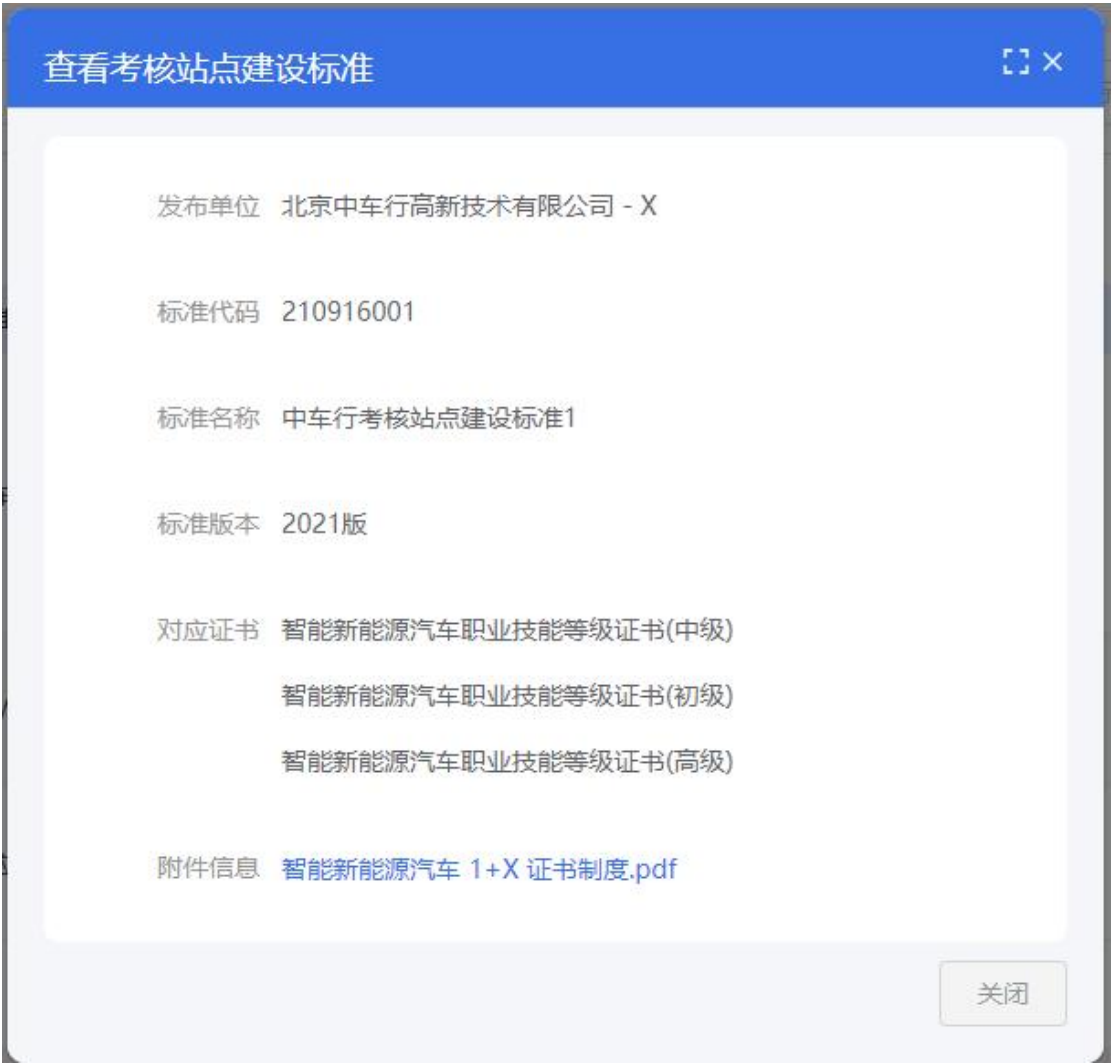 查看考核站点建设标准
发布单位 北京中车行高新技术有限公司 - X
标准代码 210916001
标准名称 中车行考核站点建设标准1
标准版本 2021版
对应证书 智能新能源汽车职业技能等级证书(中级)
智能新能源汽车职业技能等级证书(初级)
智能新能源汽车职业技能等级证书(高级)
附件信息 智能新能源汽车 1+X 证书制度.pdf
关闭